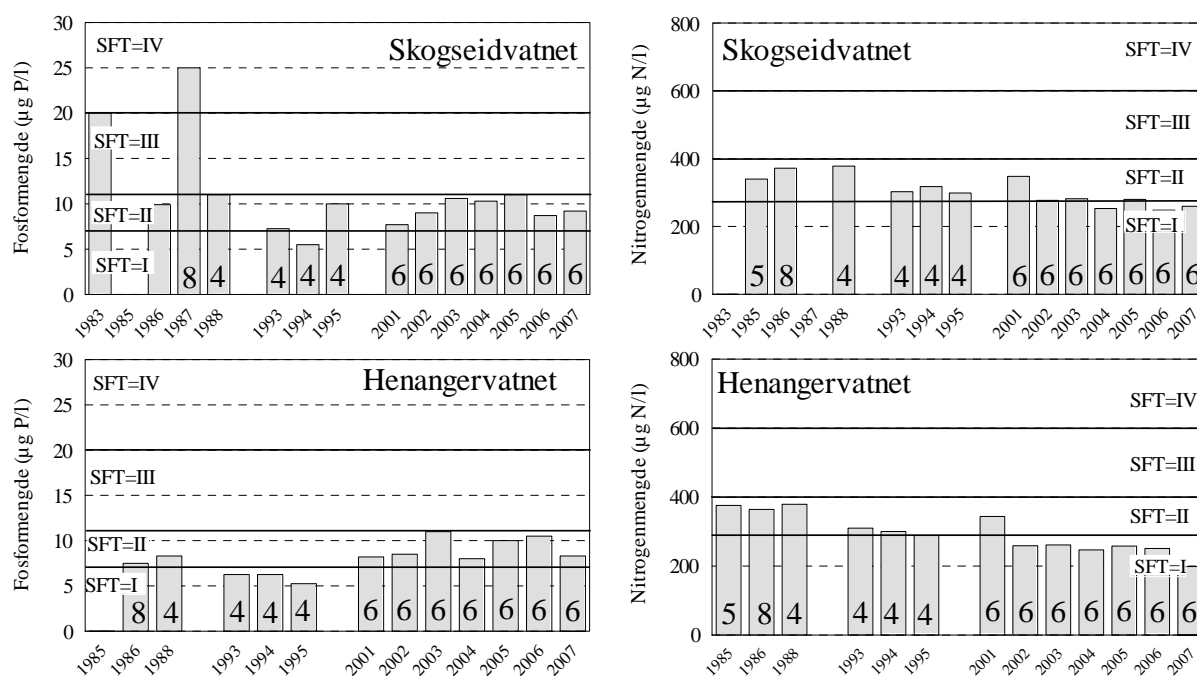 Skogseidvatnet
Fosformengde (µg P/l)
30
25
20
15
10
5
0
SFT=IV
SFT=III
SFT=II
SFT=I
8 4 4 4 4 6 6 6 6 6 6 6
1983 1985 1986 1987 1988 1993 1994 1995 2001 2002 2003 2004 2005 2006 2007
Skogseidvatnet
Nitrogenmengde (µg N/l)
800
600
400
200
0
SFT=IV
SFT=III
SFT=II
SFT=I
5 8 4 4 4 4 6 6 6 6 6 6 6
1983 1985 1986 1987 1988 1993 1994 1995 2001 2002 2003 2004 2005 2006 2007
Henangervatnet
Fosformengde (µg P/l)
30
25
20
15
10
5
0
SFT=IV
SFT=III
SFT=II
SFT=I
8 4 4 4 4 6 6 6 6 6 6 6
1985 1986 1988 1993 1994 1995 2001 2002 2003 2004 2005 2006 2007
Henangervatnet
Nitrogenmengde (µg N/l)
800
600
400
200
0
SFT=IV
SFT=III
SFT=II
SFT=I
5 8 4 4 4 4 6 6 6 6 6 6 6
1985 1986 1988 1993 1994 1995 2001 2002 2003 2004 2005 2006 2007